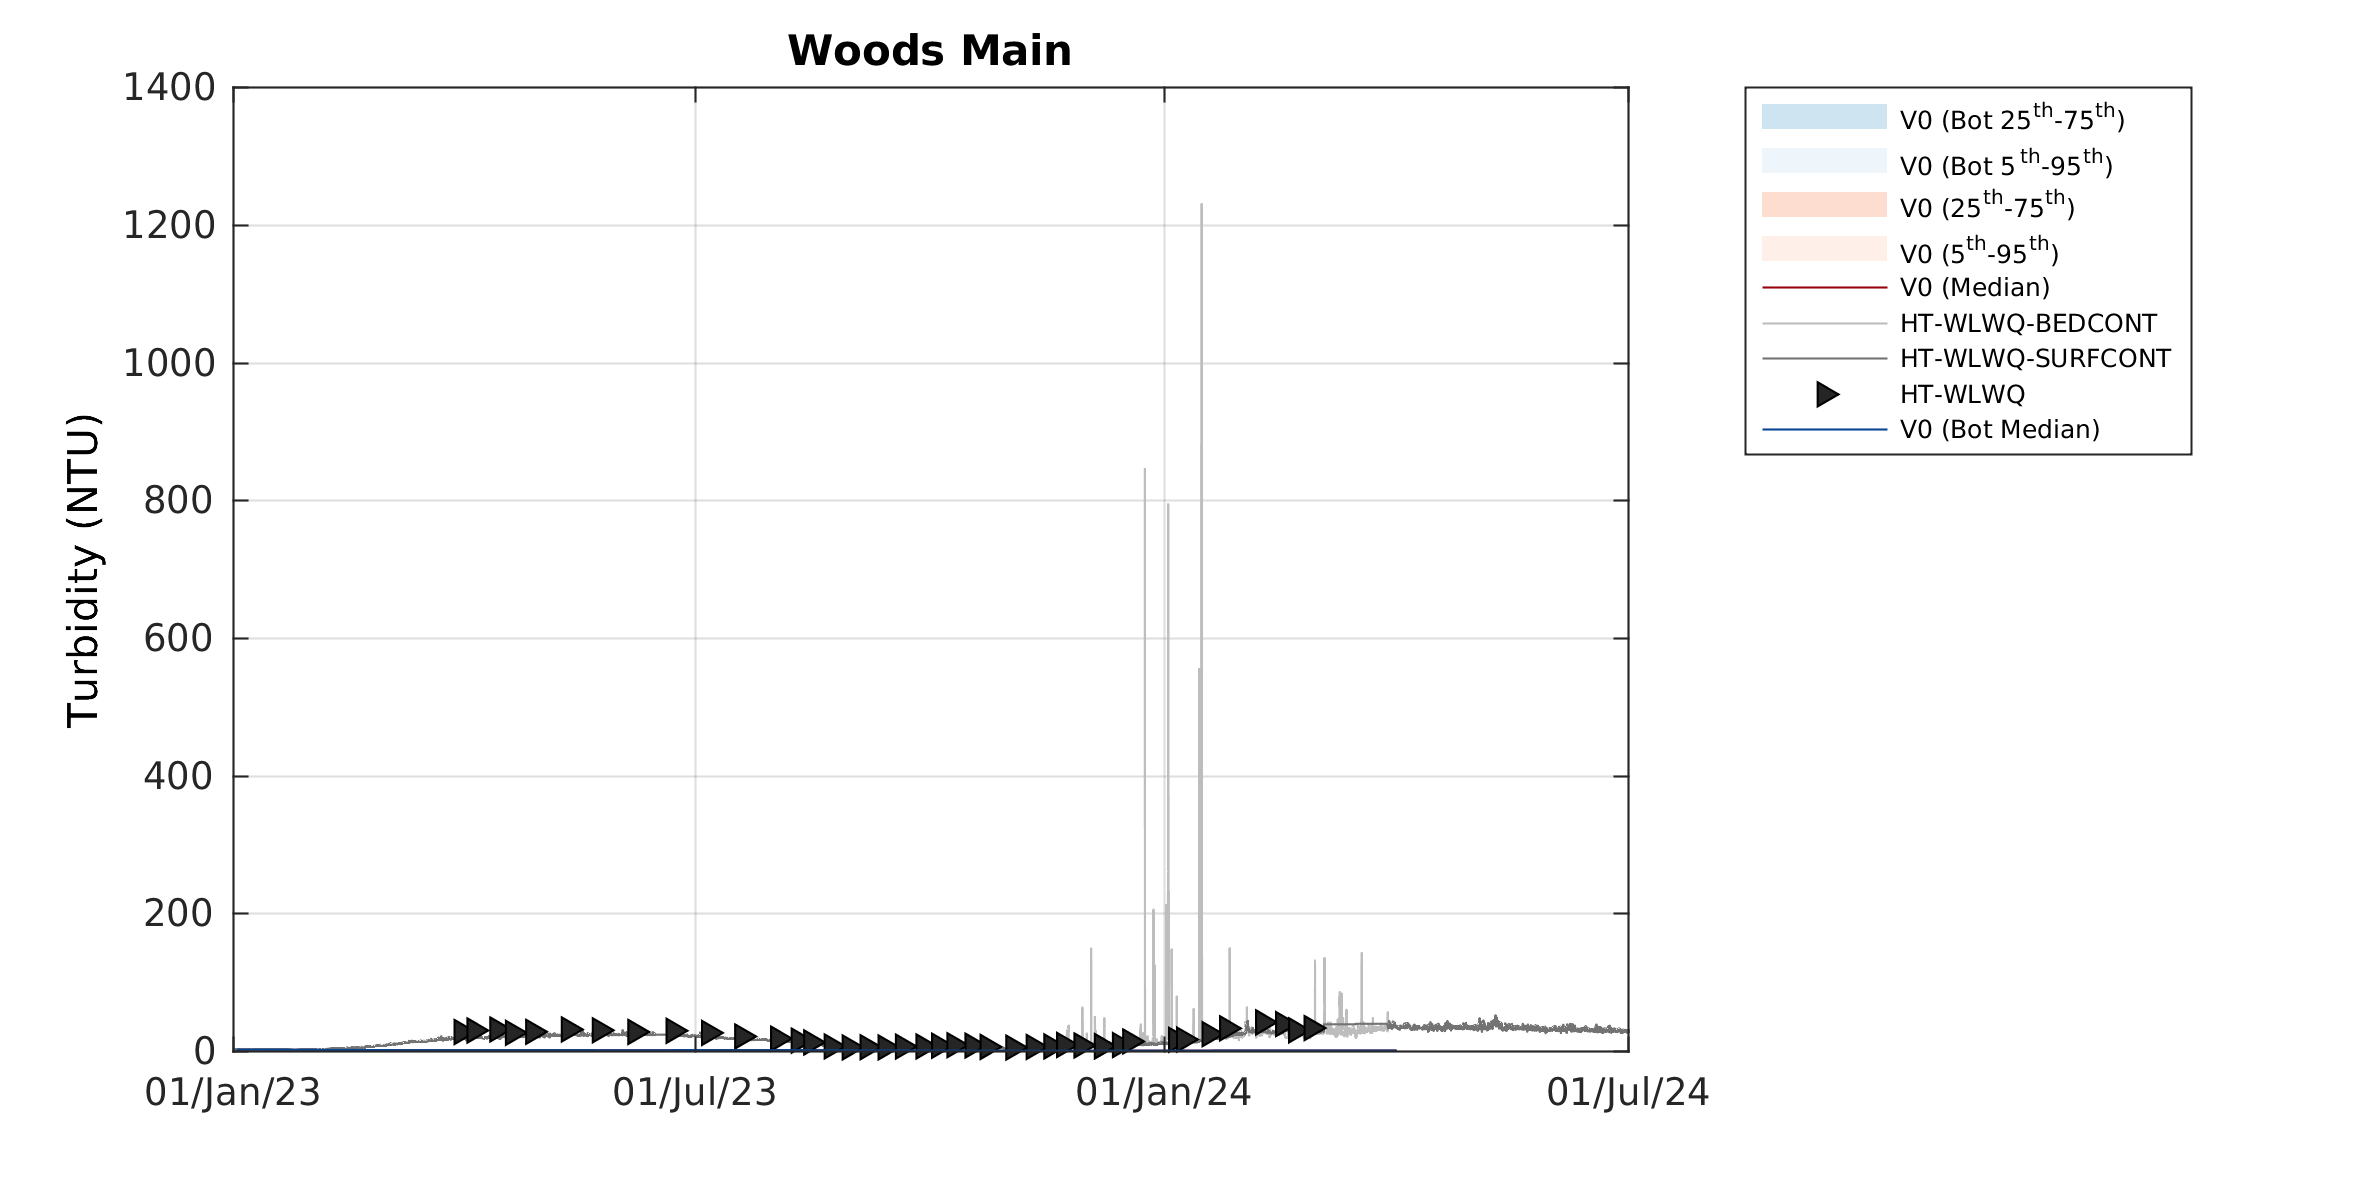 Woods Main
1400
1200
1000
800
600
400
200
0
Turbidity (NTU)
01/Jan/23
01/Jul/23
01/Jan/24
01/Jul/24
V0 (Bot 25th-75th)
V0 (Bot 5th-95th)
V0 (25th-75th)
V0 (5th-95th)
V0 (Median)
HT-WLWQ-BEDCONT
HT-WLWQ-SURFCONT
HT-WLWQ
V0 (Bot Median)